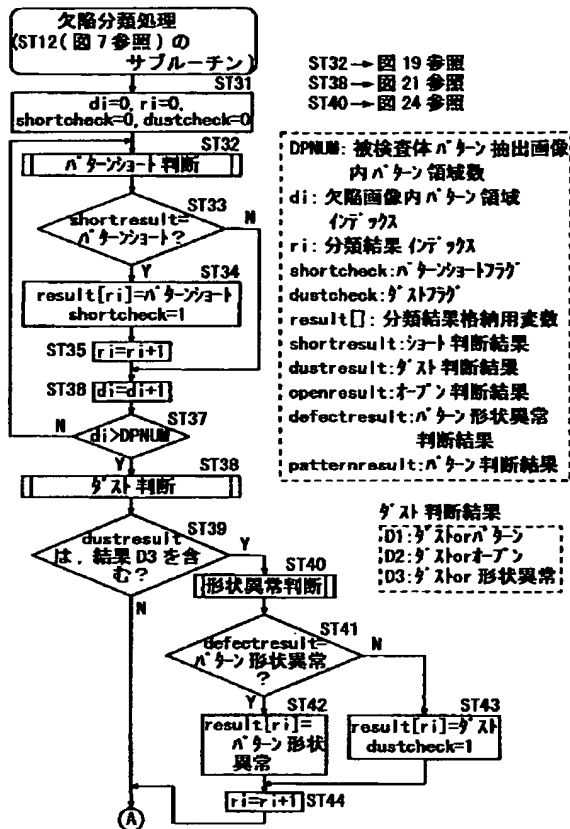 欠陥分類処理
(ST12(図7参照)の
サブルーチン)
ST31
di=0, ri=0,
shortcheck=0, dustcheck=0
ST32
パターンショート判断
ST33
shortresult=
パターンショート?
N
Y
ST34
result[ri]=パターンショート
shortcheck=1
ST35
ri=ri+1
ST38
di=di+1
ST37
di>DPNUM
N
Y
ST38
ダスト判断
ST39
dustresult
は,結果D3を含
む?
Y
N
ST40
形状異常判断
ST41
defectresult=
パターン形状異常
?
N
Y
ST42
result[ri]=
パターン形状
異常
ST43
result[ri]=ダスト
dustcheck=1
ri=ri+1
ST44
A
ST32→図19参照
ST38→図21参照
ST40→図24参照
DPNUM:被検査体パターン抽出画像
内パターン領域数
di:欠陥画像内パターン領域
インデックス
ri:分類結果インデックス
shortcheck:パターンショートフラグ
dustcheck:ダストフラグ
result[]:分類結果格納用変数
shortresult:ショート判断結果
dustresult:ダスト判断結果
openresult:オープン判断結果
defectresult:パターン形状異常
判断結果
patternresult:パターン判断結果
ダスト判断結果
D1:ダストorパターン
D2:ダストorオープン
D3:ダストor形状異常